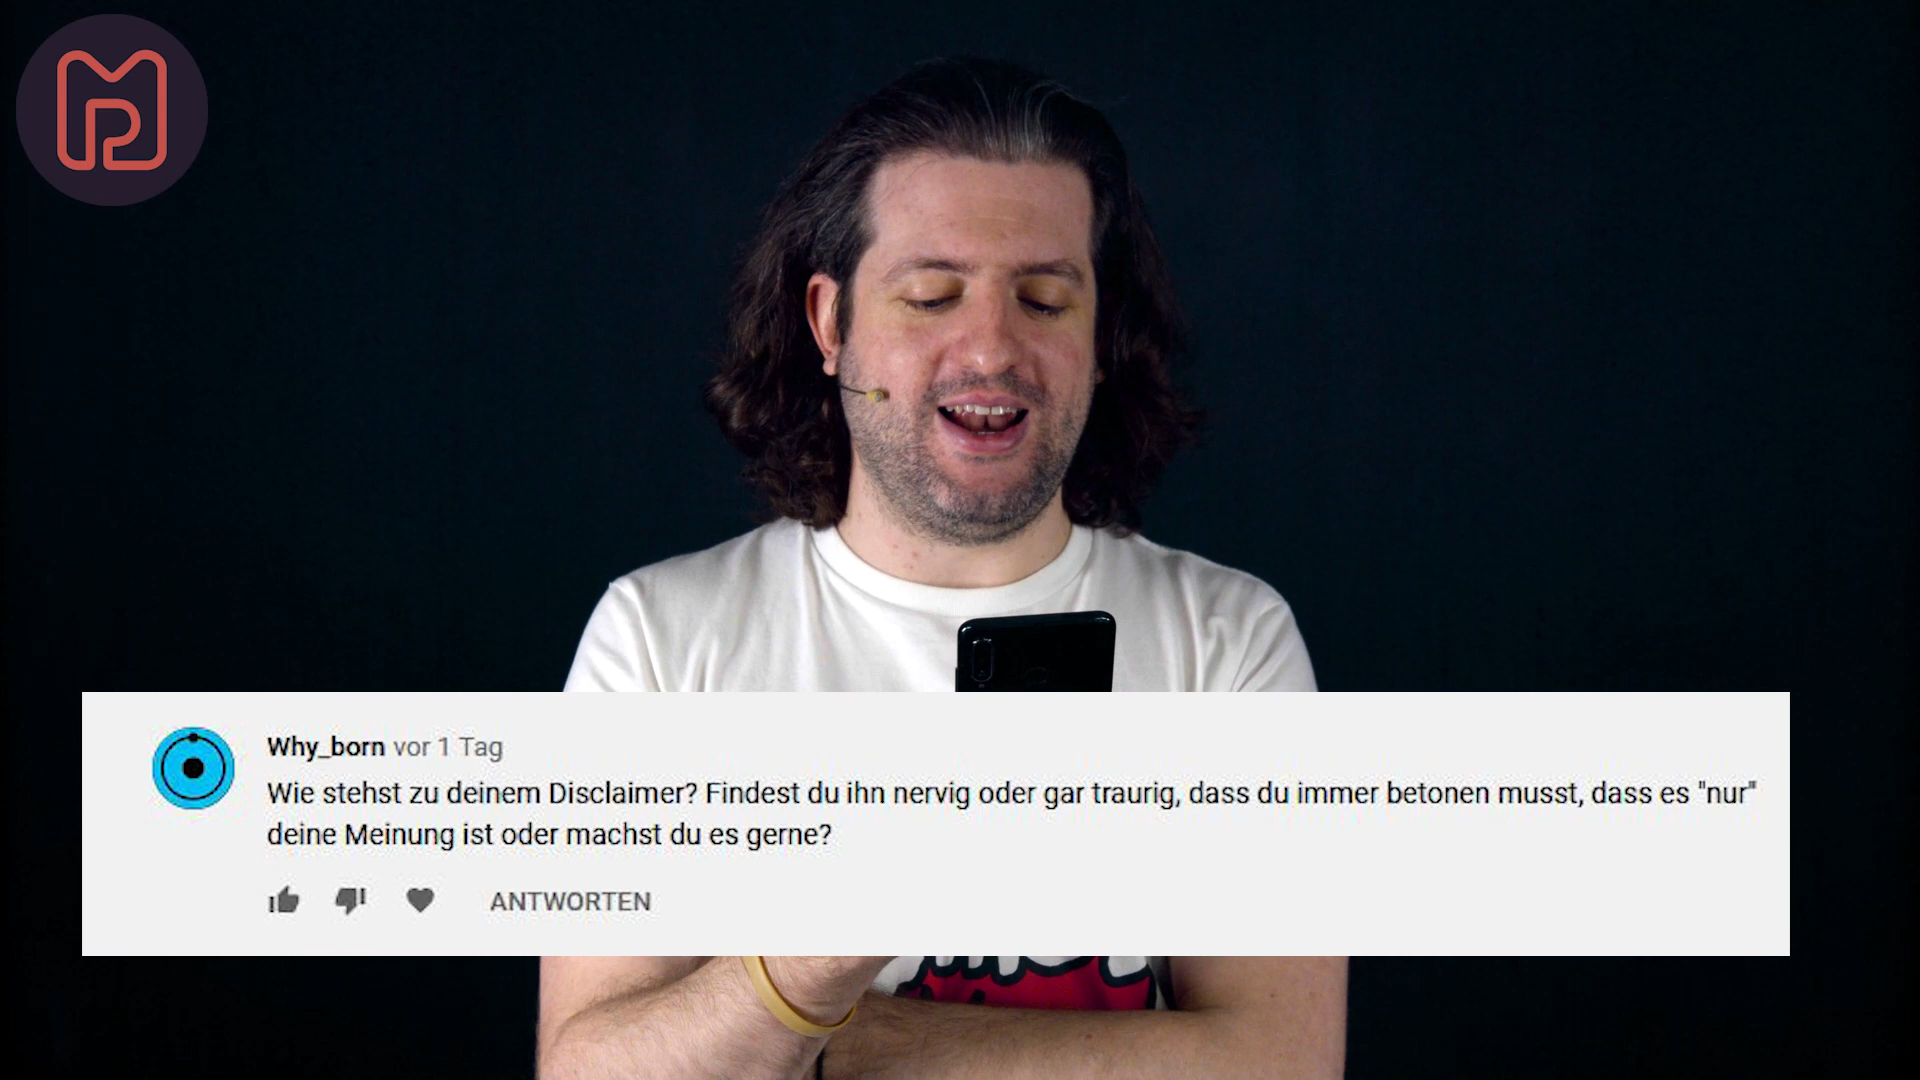 Why_born vor 1 Tag
Wie stehst zu deinem Disclaimer? Findest du ihn nervig oder gar traurig, dass du immer betonen musst, dass es "nur"
deine Meinung ist oder machst du es gerne?
ANTWORTEN